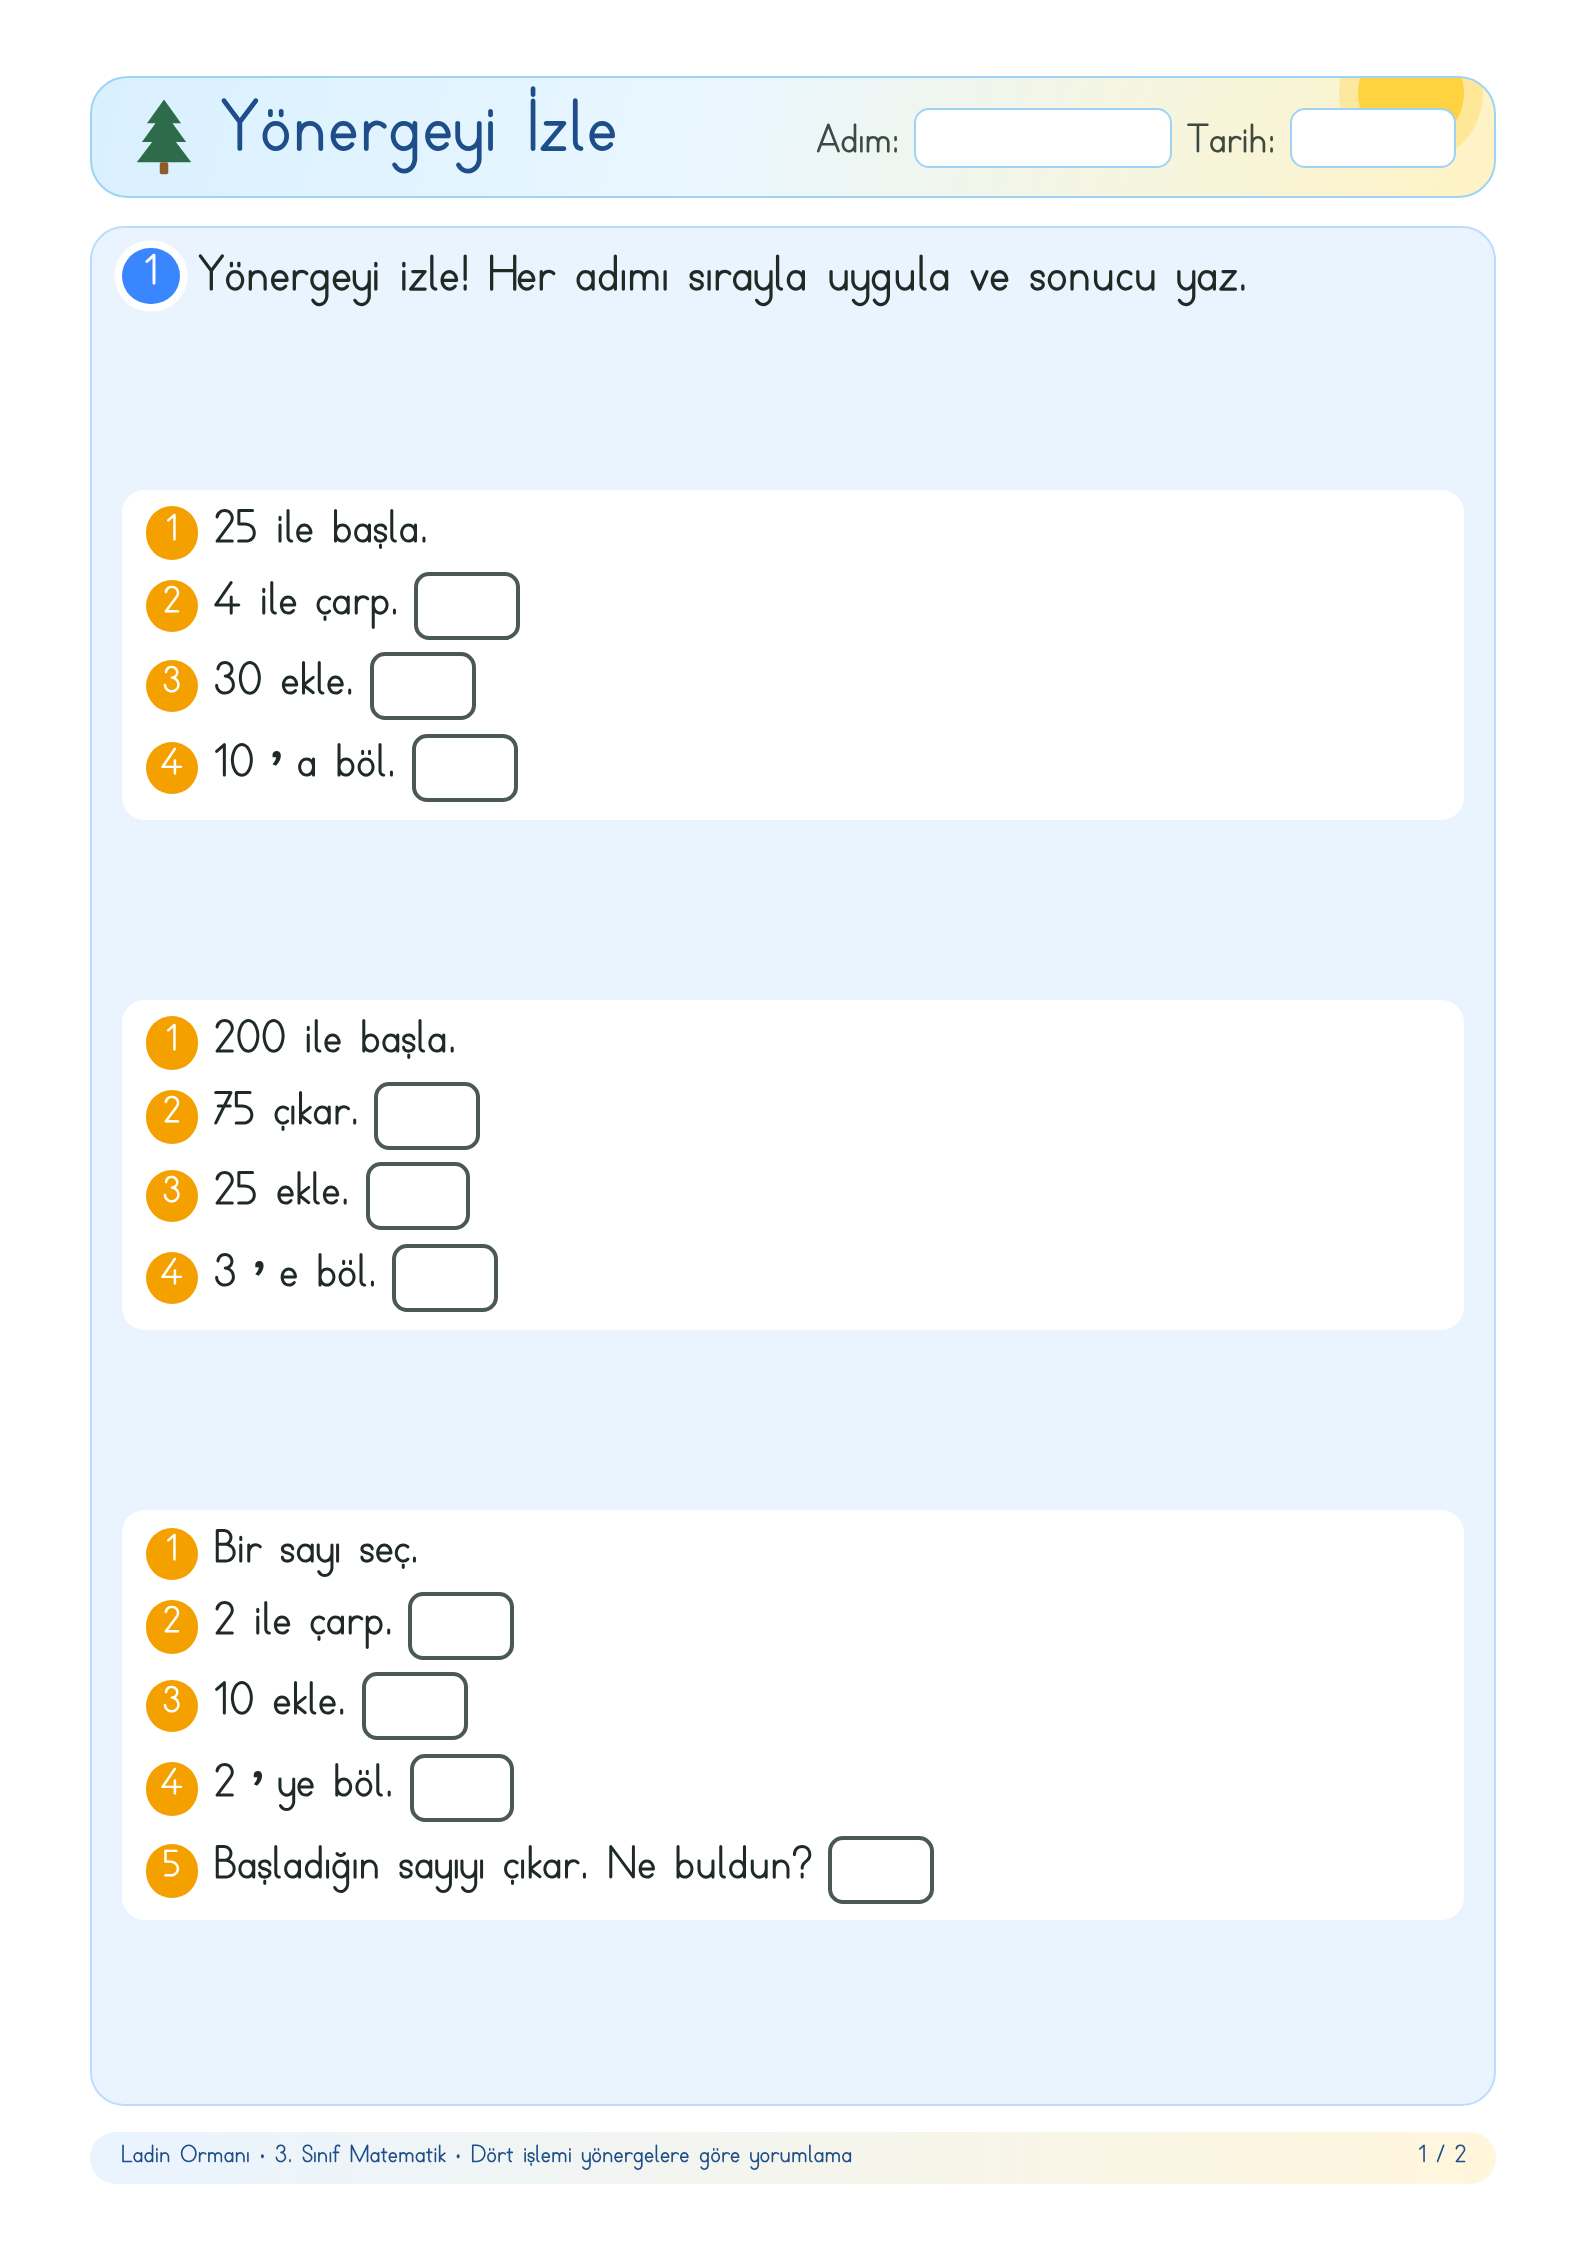 Yönergeyi İzle
Adım:
Tarih:
1 Yönergeyi izle! Her adımı sırayla uygula ve sonucu yaz.
1 25 ile başla.
2 4 ile çarp.
3 30 ekle.
4 10 ’ a böl.
1 200 ile başla.
2 75 çıkar.
3 25 ekle.
4 3 ’ e böl.
1 Bir sayı seç.
2 2 ile çarp.
3 10 ekle.
4 2 ’ ye böl.
5 Başladığın sayıyı çıkar. Ne buldun?
Ladin Ormanı • 3. Sınıf Matematik • Dört işlemi yönergelere göre yorumlama
1 / 2